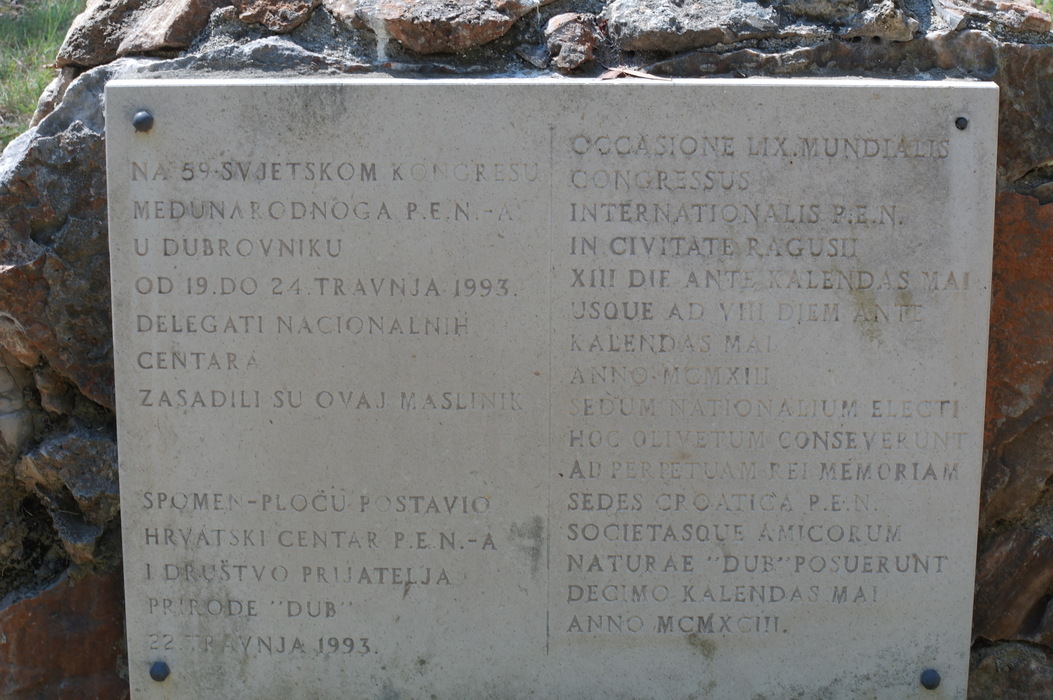 NA 59.SVJETSKOM KONGRESU
MEĐUNARODNOGA P.E.N.-A
U DUBROVNIKU
OD 19.DO 24.TRAVNJA 1993.
DELEGATI NACIONALNIH
CENTARA
ZASADILI SU OVAJ MASLINIK
SPOMEN-PLOČU POSTAVIO
HRVATSKI CENTAR P.E.N.-A
I DRUŠTVO PRIJATELJA
PRIRODE "DUB"
22.TRAVNJA 1993.
OCCASIONE LIX.MUNDIALIS
CONGRESSUS
INTERNATIONALIS P.E.N.
IN CIVITATE RAGUSII
XIII DIE ANTE KALENDAS MAI
USQUE AD VIII DIEM ANTE
KALENDAS MAI
ANNO MCMXIII
SEDUM NATIONALIUM ELECTI
HOC OLIVETUM CONSEVERUNT
AD PERPETUAM REI MEMORIAM
SEDES CROATICA P.E.N.
SOCIETASQUE AMICORUM
NATURAE "DUB" POSUERUNT
DECIMO KALENDAS MAI
ANNO MCMXCIII.